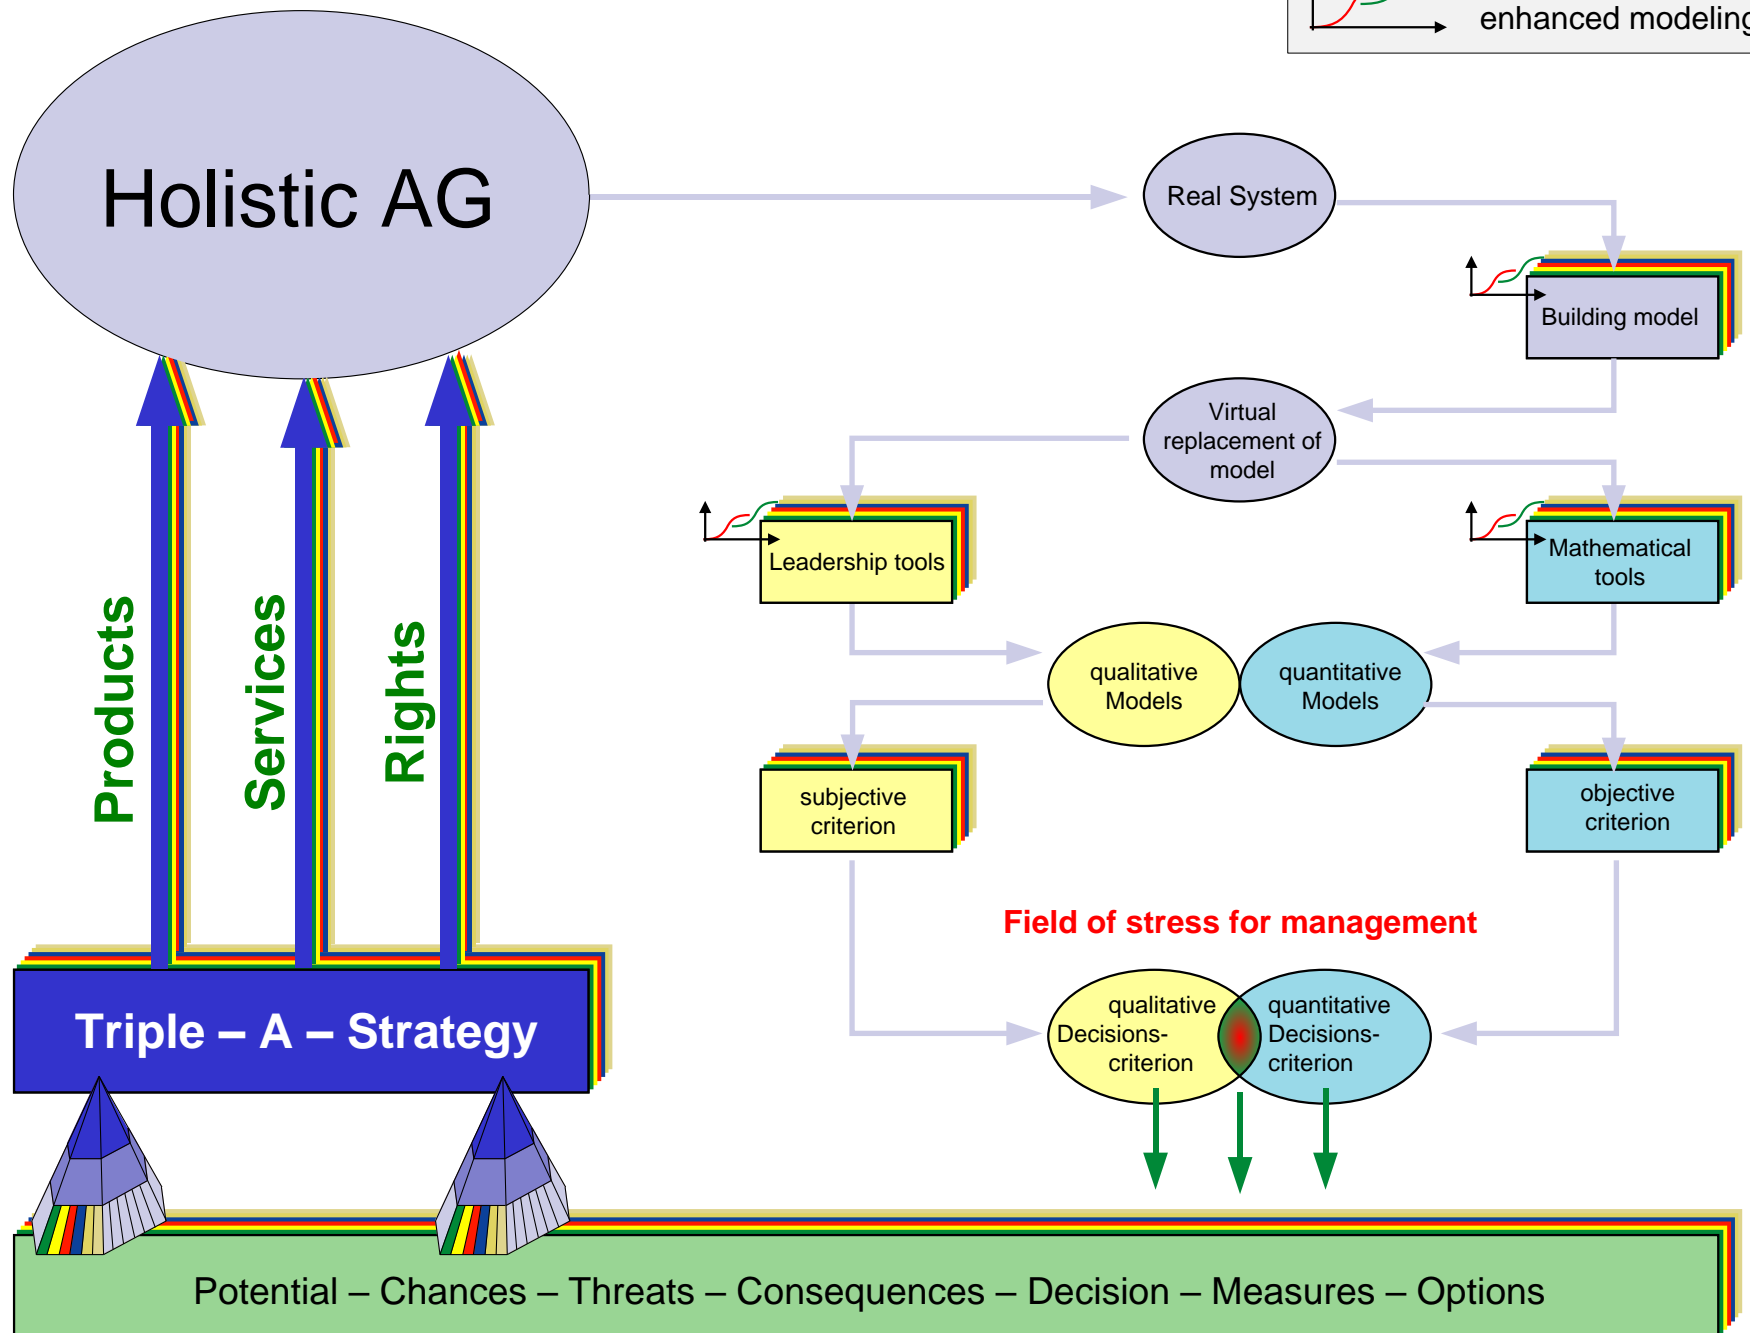 enhanced modeling
Holistic AG
Real System
Building model
Virtual
replacement of
model
Leadership tools
Mathematical
tools
Products
Services
Rights
qualitative
Models
quantitative
Models
subjective
criterion
objective
criterion
Field of stress for management
qualitative
Decisions-
criterion
quantitative
Decisions-
criterion
Triple – A – Strategy
Potential – Chances – Threats – Consequences – Decision – Measures – Options